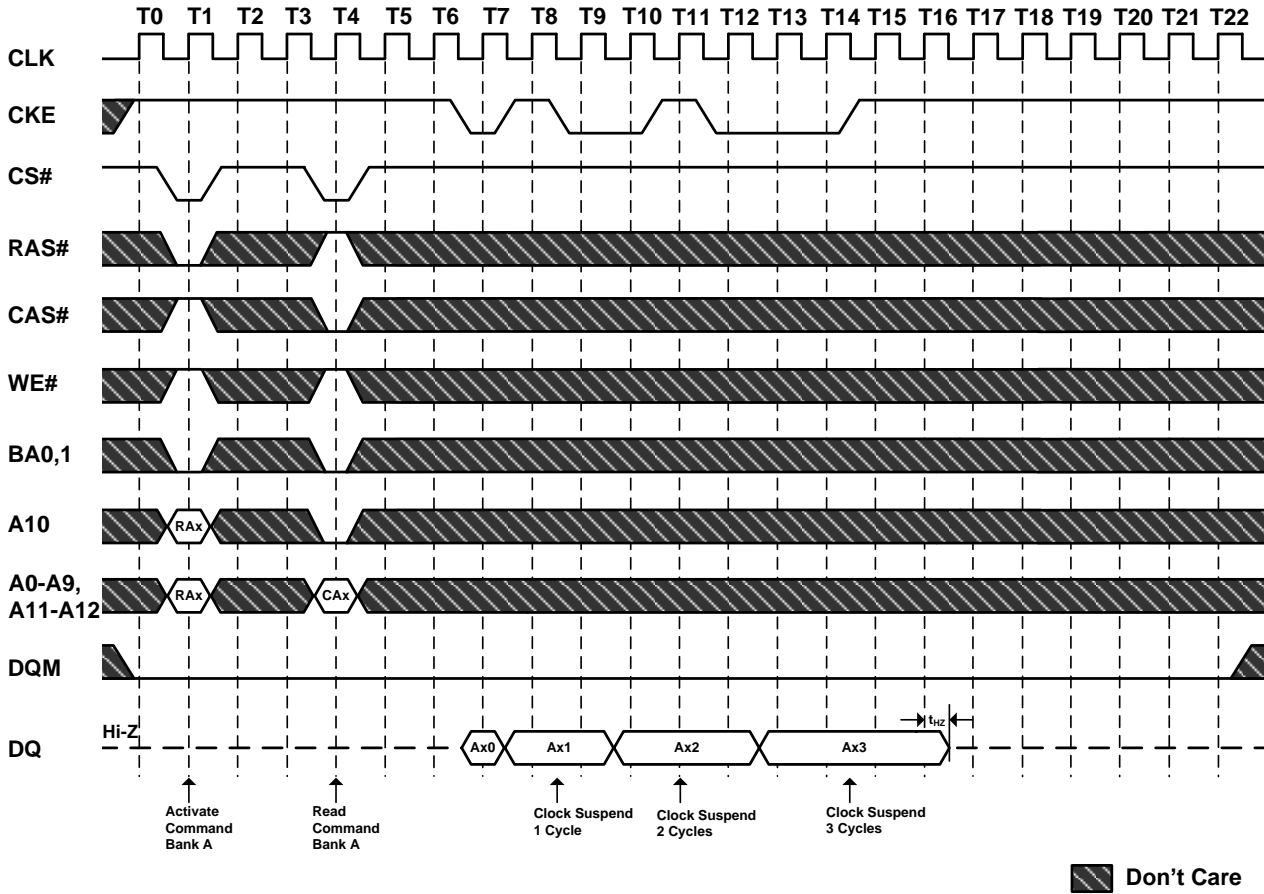 T0 T1 T2 T3 T4 T5 T6 T7 T8 T9 T10 T11 T12 T13 T14 T15 T16 T17 T18 T19 T20 T21 T22
CLK
CKE
CS#
RAS#
CAS#
WE#
BA0,1
A10
RAx
A0-A9,
A11-A12
RAx
CAx
DQM
tHZ
Hi-Z
DQ
Ax0
Ax1
Ax2
Ax3
Activate
Command
Bank A
Read
Command
Bank A
Clock Suspend
1 Cycle
Clock Suspend
2 Cycles
Clock Suspend
3 Cycles
Don't Care